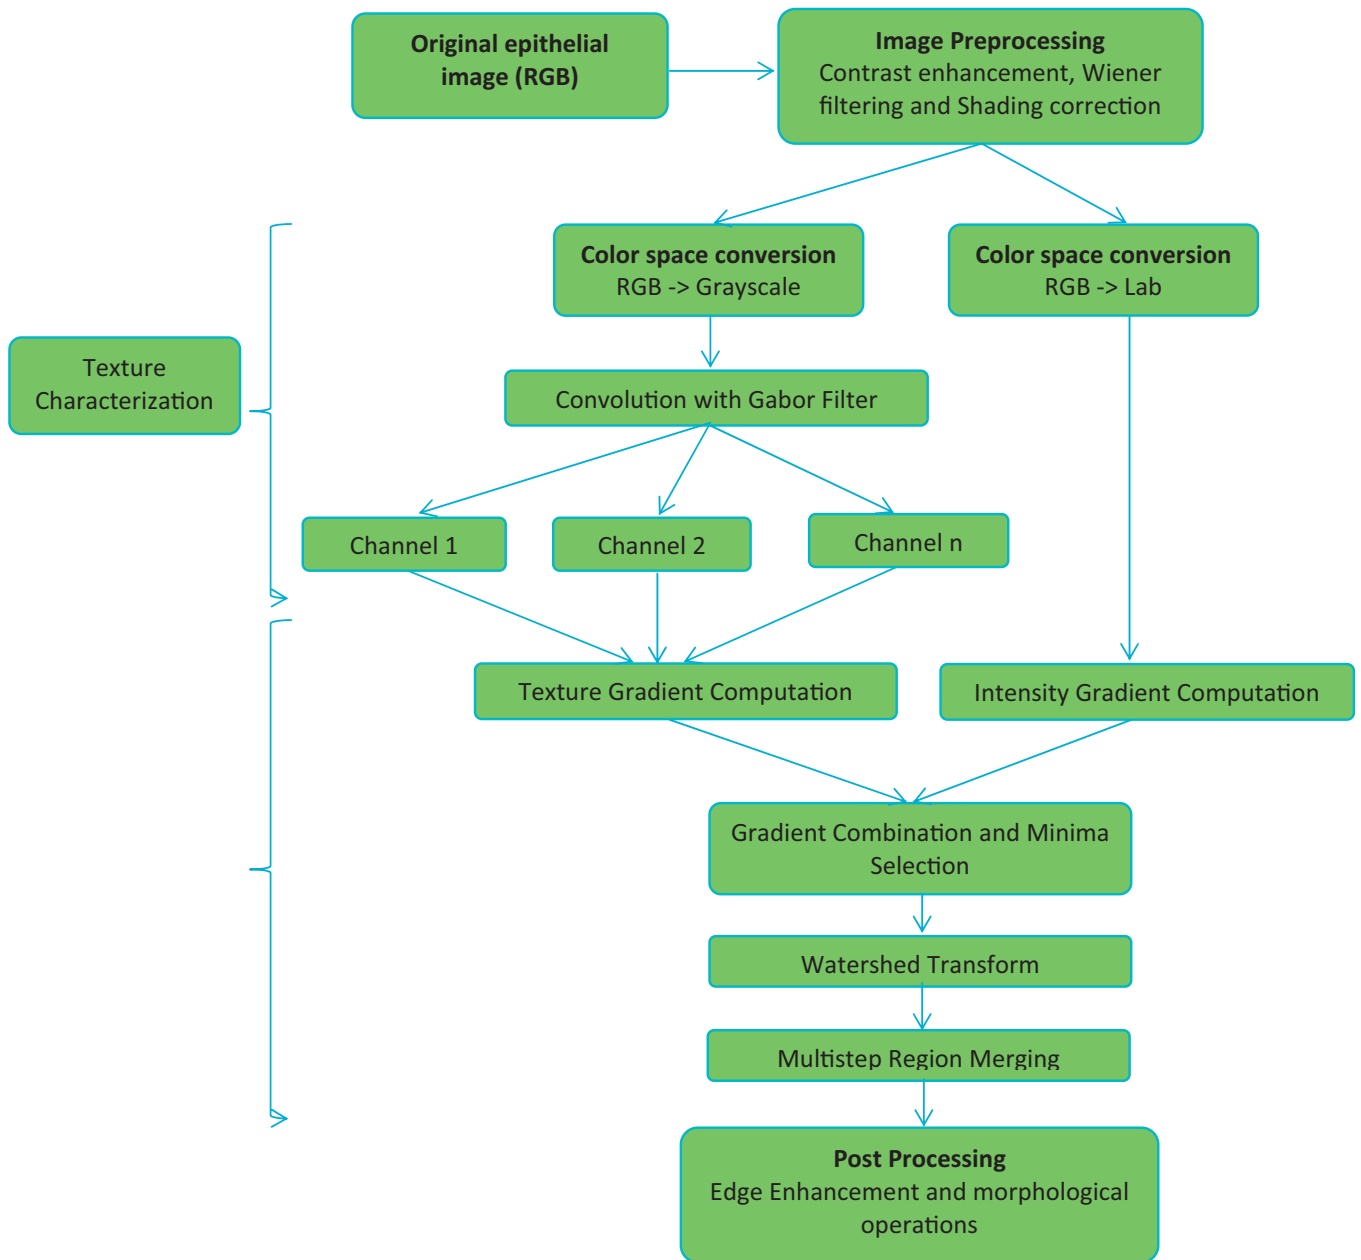 Original epithelial
image (RGB)
Image Preprocessing
Contrast enhancement, Wiener
filtering and Shading correction
Color space conversion
RGB -> Grayscale
Color space conversion
RGB -> Lab
Texture
Characterization
Convolution with Gabor Filter
Channel 1
Channel 2
Channel n
Texture Gradient Computation
Intensity Gradient Computation
Gradient Combination and Minima
Selection
Watershed Transform
Multistep Region Merging
Post Processing
Edge Enhancement and morphological
operations